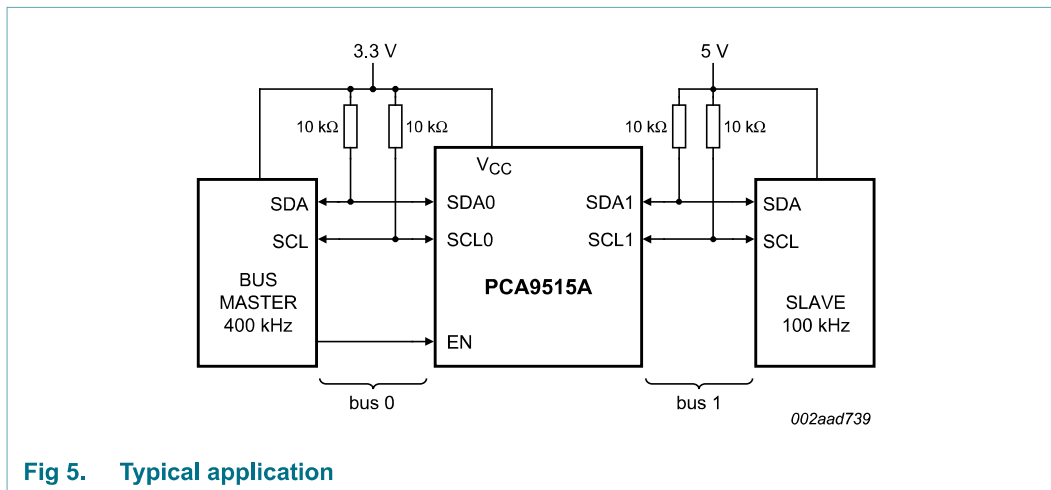 3.3 V
5 V
10 kΩ
10 kΩ
10 kΩ
10 kΩ
VCC
SDA
SDA0
SDA1
SDA
SCL
SCL0
SCL1
SCL
BUS
MASTER
400 kHz
PCA9515A
SLAVE
100 kHz
EN
bus 0
bus 1
002aad739
Fig 5. Typical application